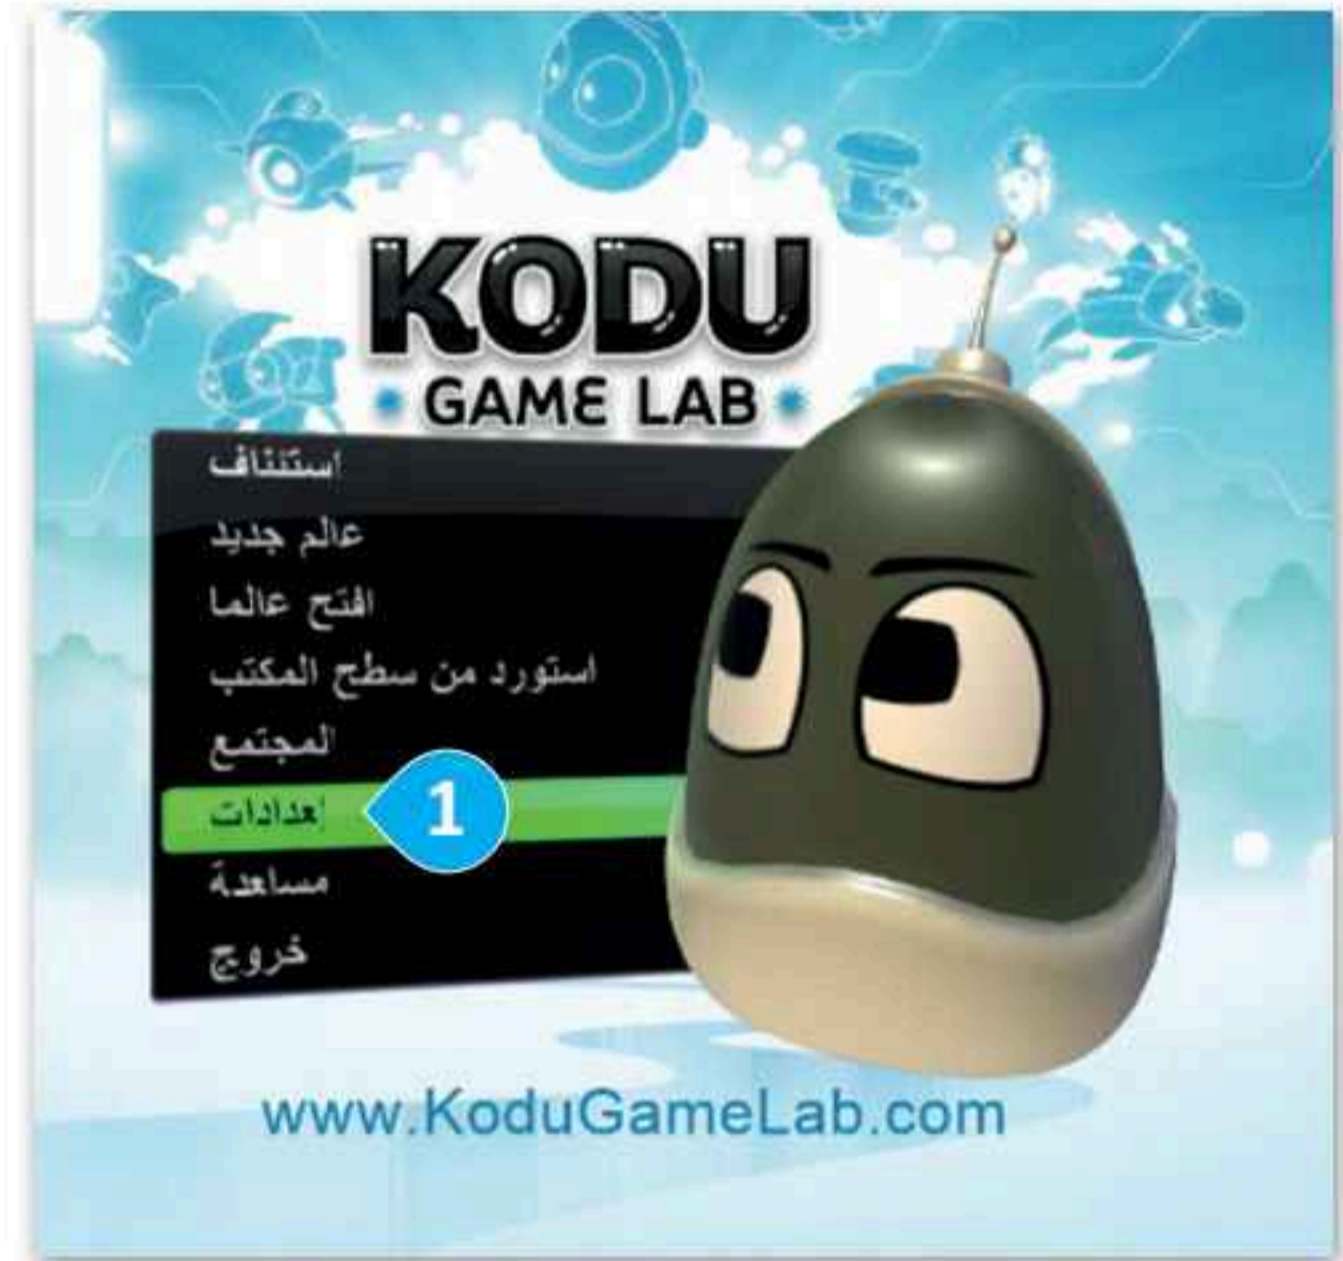 KODU
GAME LAB
استئناف
عالم جديد
افتح عالما
استورد من سطح المكتب
المجتمع
إعدادات
1
مساعدة
خروج
www.KoduGameLab.com